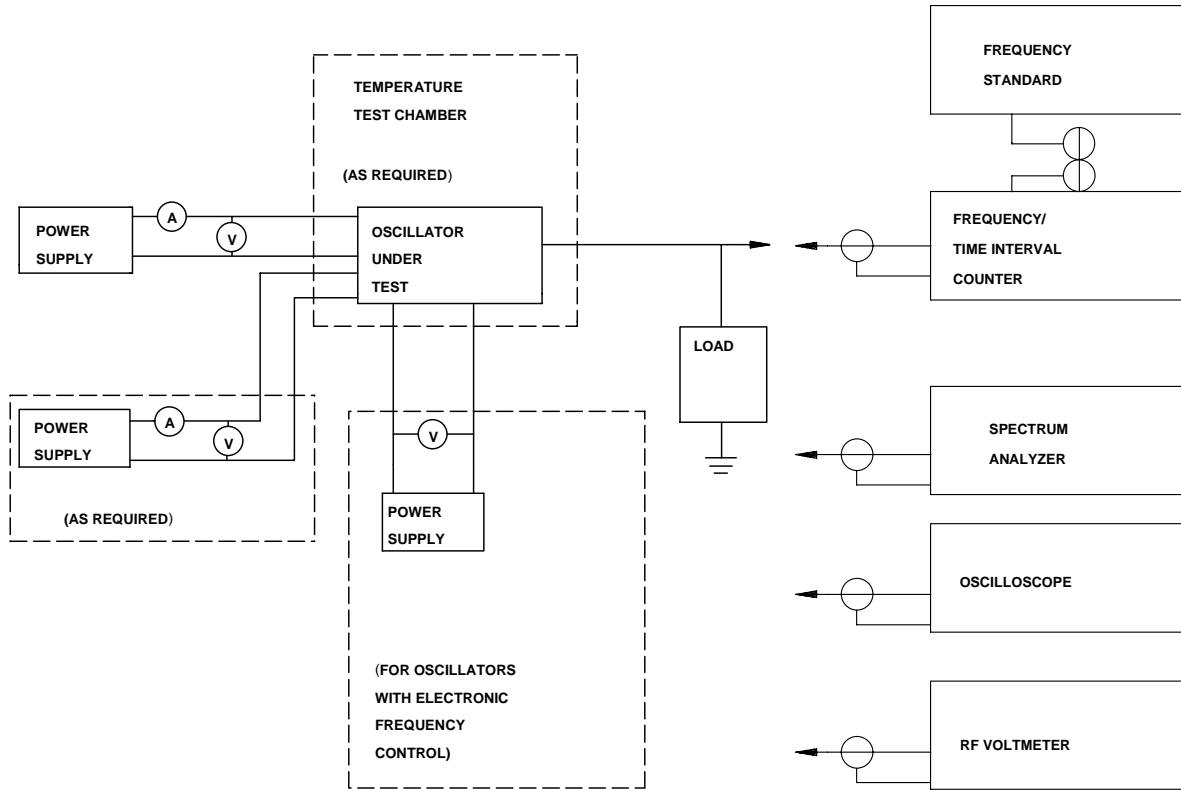 FREQUENCY
STANDARD
TEMPERATURE
TEST CHAMBER
(AS REQUIRED)
POWER
SUPPLY
A
V
OSCILLATOR
UNDER
TEST
FREQUENCY/
TIME INTERVAL
COUNTER
LOAD
POWER
SUPPLY
A
V
(AS REQUIRED)
V
POWER
SUPPLY
(FOR OSCILLATORS
WITH ELECTRONIC
FREQUENCY
CONTROL)
SPECTRUM
ANALYZER
OSCILLOSCOPE
RF VOLTMETER